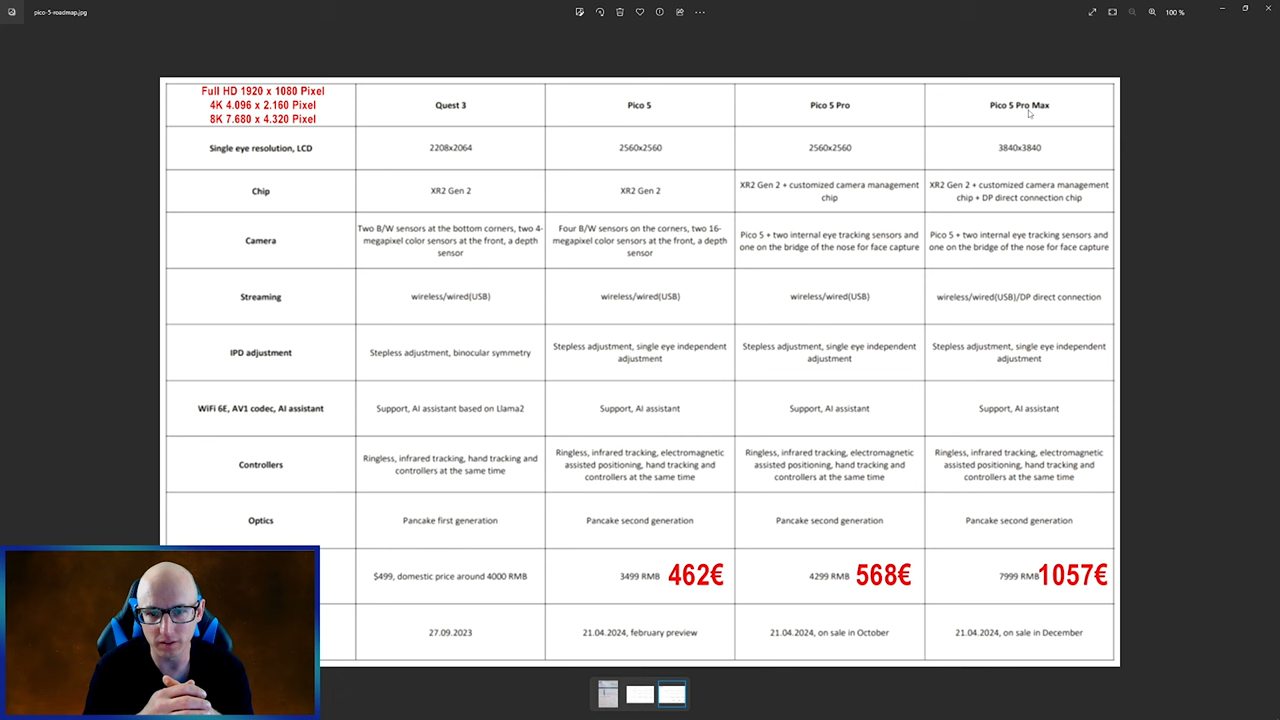 pico-5-roadmap.jpg
100 %
Full HD 1920 x 1080 Pixel
4K 4.096 x 2.160 Pixel
8K 7.680 x 4.320 Pixel
Quest 3
Pico 5
Pico 5 Pro
Pico 5 Pro Max
Single eye resolution, LCD
2208x2064
2560x2560
2560x2560
3840x3840
Chip
XR2 Gen 2
XR2 Gen 2
XR2 Gen 2 + customized camera management
chip
XR2 Gen 2 + customized camera management
chip + DP direct connection chip
Camera
Two B/W sensors at the bottom corners, two 4-
megapixel color sensors at the front, a depth
sensor
Four B/W sensors on the corners, two 16-
megapixel color sensors at the front, a depth
sensor
Pico 5 + two internal eye tracking sensors and
one on the bridge of the nose for face capture
Pico 5 + two internal eye tracking sensors and
one on the bridge of the nose for face capture
Streaming
wireless/wired(USB)
wireless/wired(USB)
wireless/wired(USB)
wireless/wired(USB)/DP direct connection
IPD adjustment
Stepless adjustment, binocular symmetry
Stepless adjustment, single eye independent
adjustment
Stepless adjustment, single eye independent
adjustment
Stepless adjustment, single eye independent
adjustment
WiFi 6E, AV1 codec, AI assistant
Support, AI assistant based on Llama2
Support, AI assistant
Support, AI assistant
Support, AI assistant
Controllers
Ringless, infrared tracking, hand tracking and
controllers at the same time
Ringless, infrared tracking, electromagnetic
assisted positioning, hand tracking and
controllers at the same time
Ringless, infrared tracking, electromagnetic
assisted positioning, hand tracking and
controllers at the same time
Ringless, infrared tracking, electromagnetic
assisted positioning, hand tracking and
controllers at the same time
Optics
Pancake first generation
Pancake second generation
Pancake second generation
Pancake second generation
$499, domestic price around 4000 RMB
3499 RMB 462€
4299 RMB 568€
7999 RMB 1057€
27.09.2023
21.04.2024, february preview
21.04.2024, on sale in October
21.04.2024, on sale in December